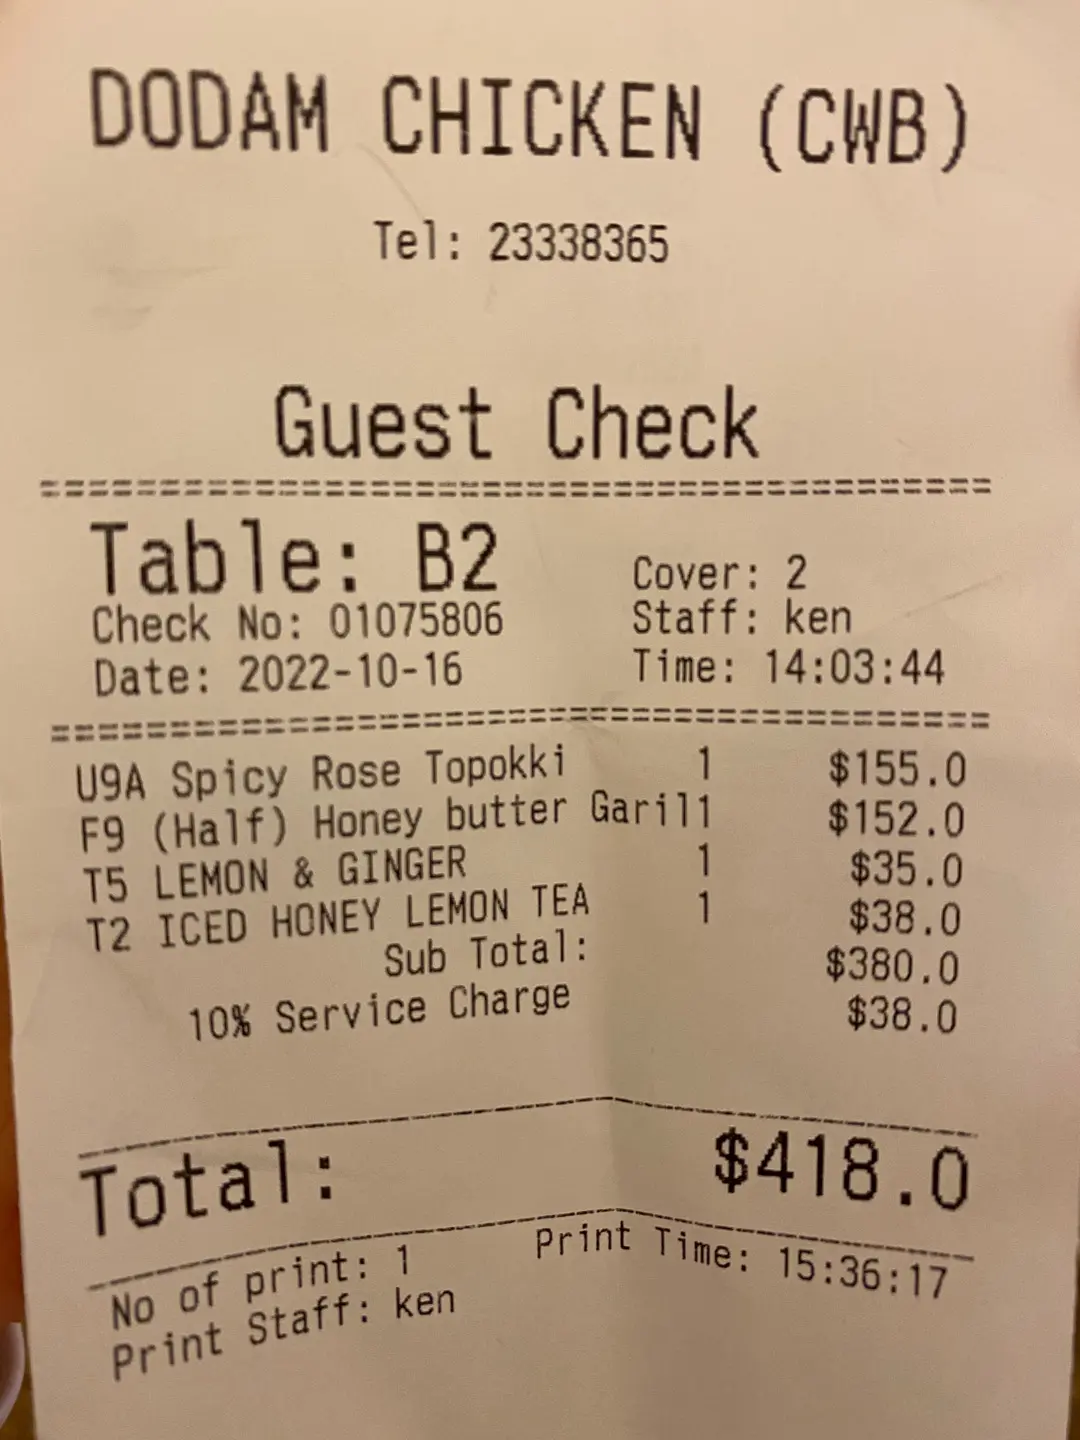 DODAM CHICKEN (CWB)
Tel: 23338365
Guest Check
Table: B2
Cover: 2
Check No: 01075806
Staff: ken
Date: 2022-10-16
Time: 14:03:44
U9A Spicy Rose Topokki 1 $155.0
F9 (Half) Honey butter Garil1 $152.0
T5 LEMON & GINGER 1 $35.0
T2 ICED HONEY LEMON TEA 1 $38.0
Sub Total: $380.0
10% Service Charge $38.0
Total: $418.0
No of print: 1 Print Time: 15:36:17
Print Staff: ken